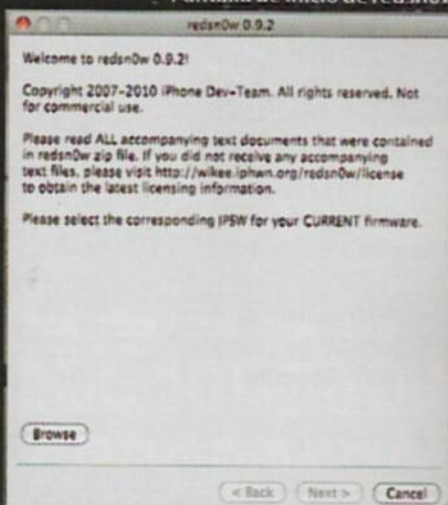 redsn0w 0.9.2
Welcome to redsn0w 0.9.2!
Copyright 2007-2010 iPhone Dev-Team. All rights reserved. Not
for commercial use.
Please read ALL accompanying text documents that were contained
in redsn0w zip file. If you did not receive any accompanying
text files, please visit http://wikee.iphwn.org/redsn0w/license
to obtain the latest licensing information.
Please select the corresponding IPSW for your CURRENT firmware.
Browse
< Back Next > Cancel